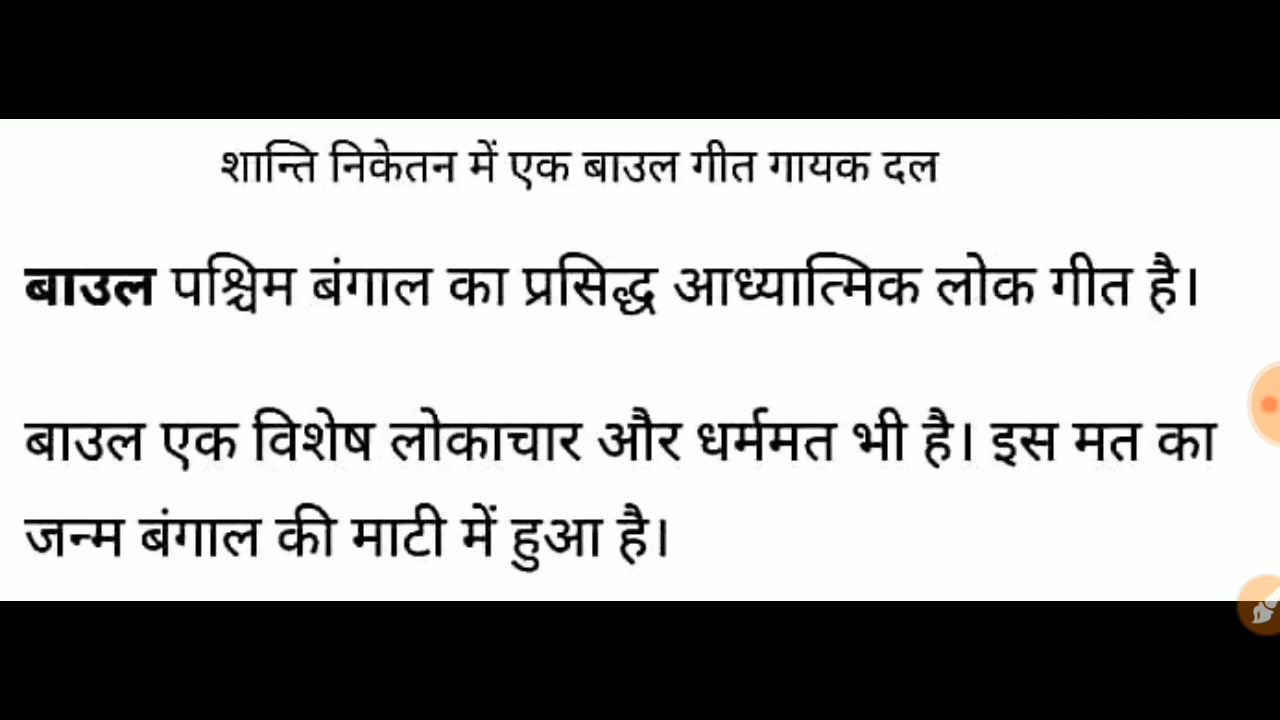 शान्ति निकेतन में एक बाउल गीत गायक दल
बाउल पश्चिम बंगाल का प्रसिद्ध आध्यात्मिक लोक गीत है।
बाउल एक विशेष लोकाचार और धर्ममत भी है। इस मत का
जन्म बंगाल की माटी में हुआ है।